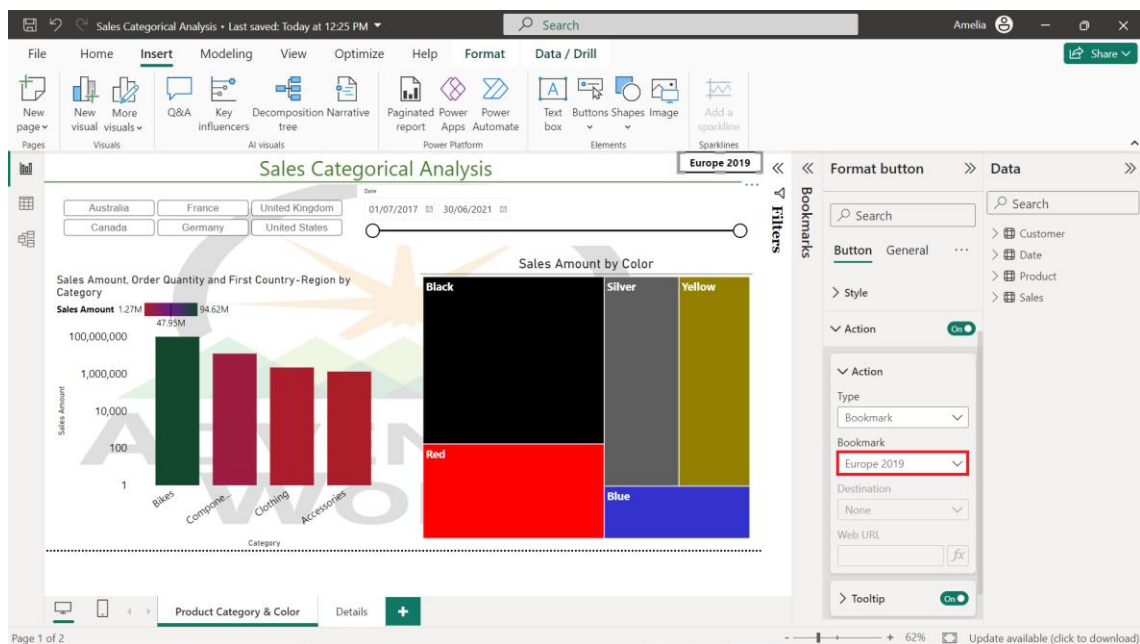 Sales Categorical Analysis • Last saved: Today at 12:25 PM
Search
Amelia
File Home Insert Modeling View Optimize Help Format Data / Drill
Share
New page
New visual
More visuals
Q&A
Key influencers
Decomposition tree
Narrative
Paginated report
Power Apps
Power Automate
Text box
Buttons
Shapes
Image
Add a sparkline
Pages Visuals AI visuals Power Platform Elements Sparklines
Sales Categorical Analysis
Europe 2019
Date
Australia France United Kingdom
01/07/2017 30/06/2021
Canada Germany United States
Sales Amount, Order Quantity and First Country-Region by
Category
Sales Amount 1.27M 94.62M
47.95M
100,000,000
1,000,000
10,000
100
1
Sales Amount
Bikes
Compone...
Clothing
Accessories
Category
Sales Amount by Color
Black
Silver
Yellow
Red
Blue
Filters
Bookmarks
Format button
Search
Button General
Style
Action On
Action
Type
Bookmark
Bookmark
Europe 2019
Destination
None
Web URL
fx
Tooltip On
Data
Search
Customer
Date
Product
Sales
Product Category & Color
Details
Page 1 of 2
62%
Update available (click to download)